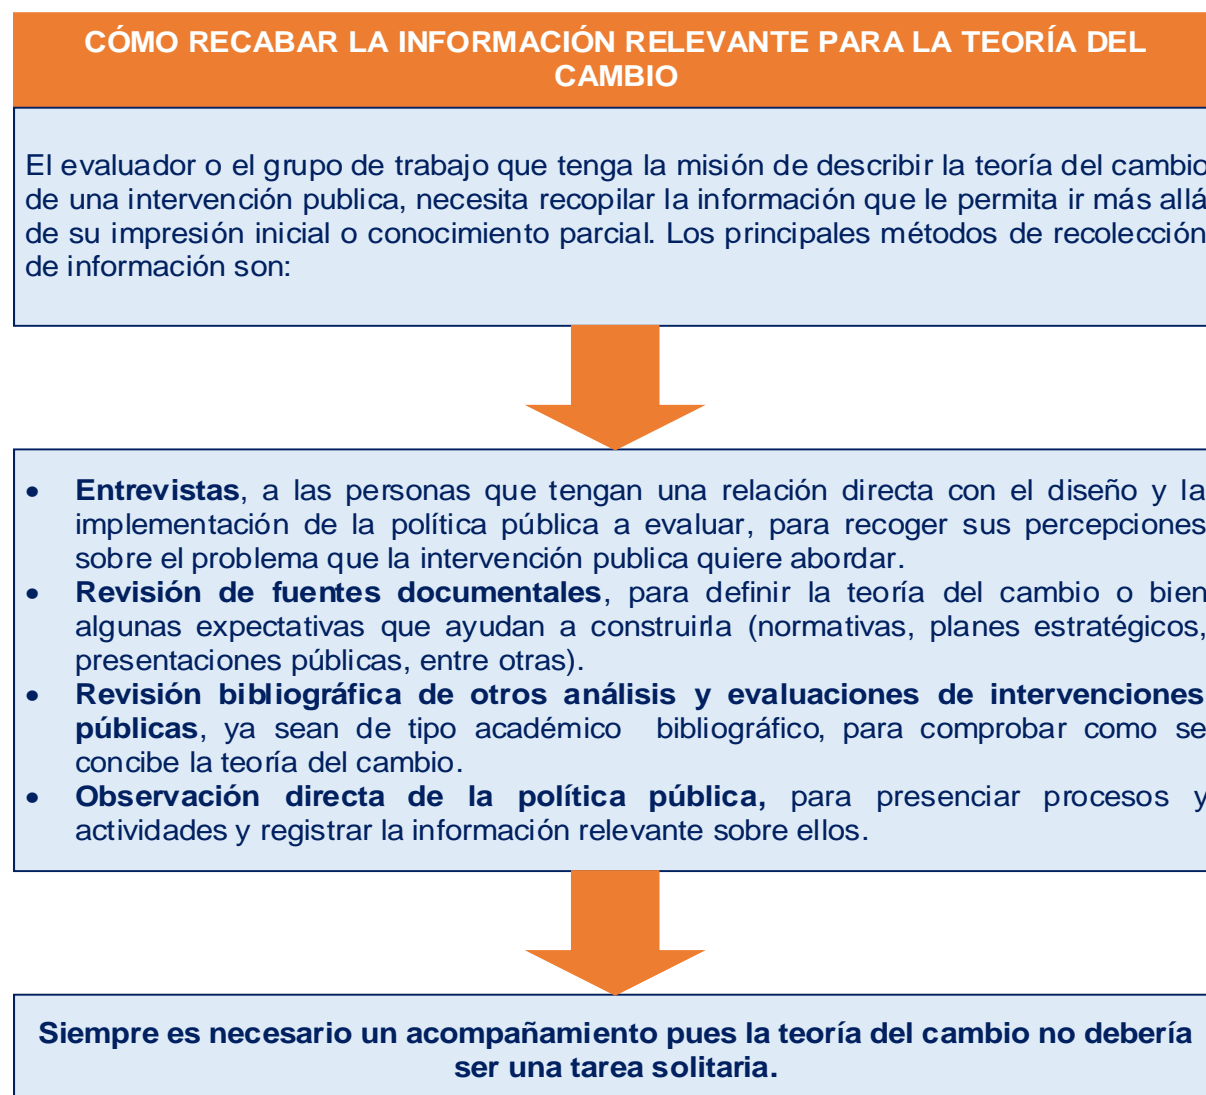 CÓMO RECABAR LA INFORMACIÓN RELEVANTE PARA LA TEORÍA DEL
CAMBIO
El evaluador o el grupo de trabajo que tenga la misión de describir la teoría del cambio
de una intervención publica, necesita recopilar la información que le permita ir más allá
de su impresión inicial o conocimiento parcial. Los principales métodos de recolección
de información son:
• Entrevistas, a las personas que tengan una relación directa con el diseño y la
implementación de la política pública a evaluar, para recoger sus percepciones
sobre el problema que la intervención publica quiere abordar.
• Revisión de fuentes documentales, para definir la teoría del cambio o bien
algunas expectativas que ayudan a construirla (normativas, planes estratégicos,
presentaciones públicas, entre otras).
• Revisión bibliográfica de otros análisis y evaluaciones de intervenciones
públicas, ya sean de tipo académico bibliográfico, para comprobar como se
concibe la teoría del cambio.
• Observación directa de la política pública, para presenciar procesos y
actividades y registrar la información relevante sobre ellos.
Siempre es necesario un acompañamiento pues la teoría del cambio no debería
ser una tarea solitaria.